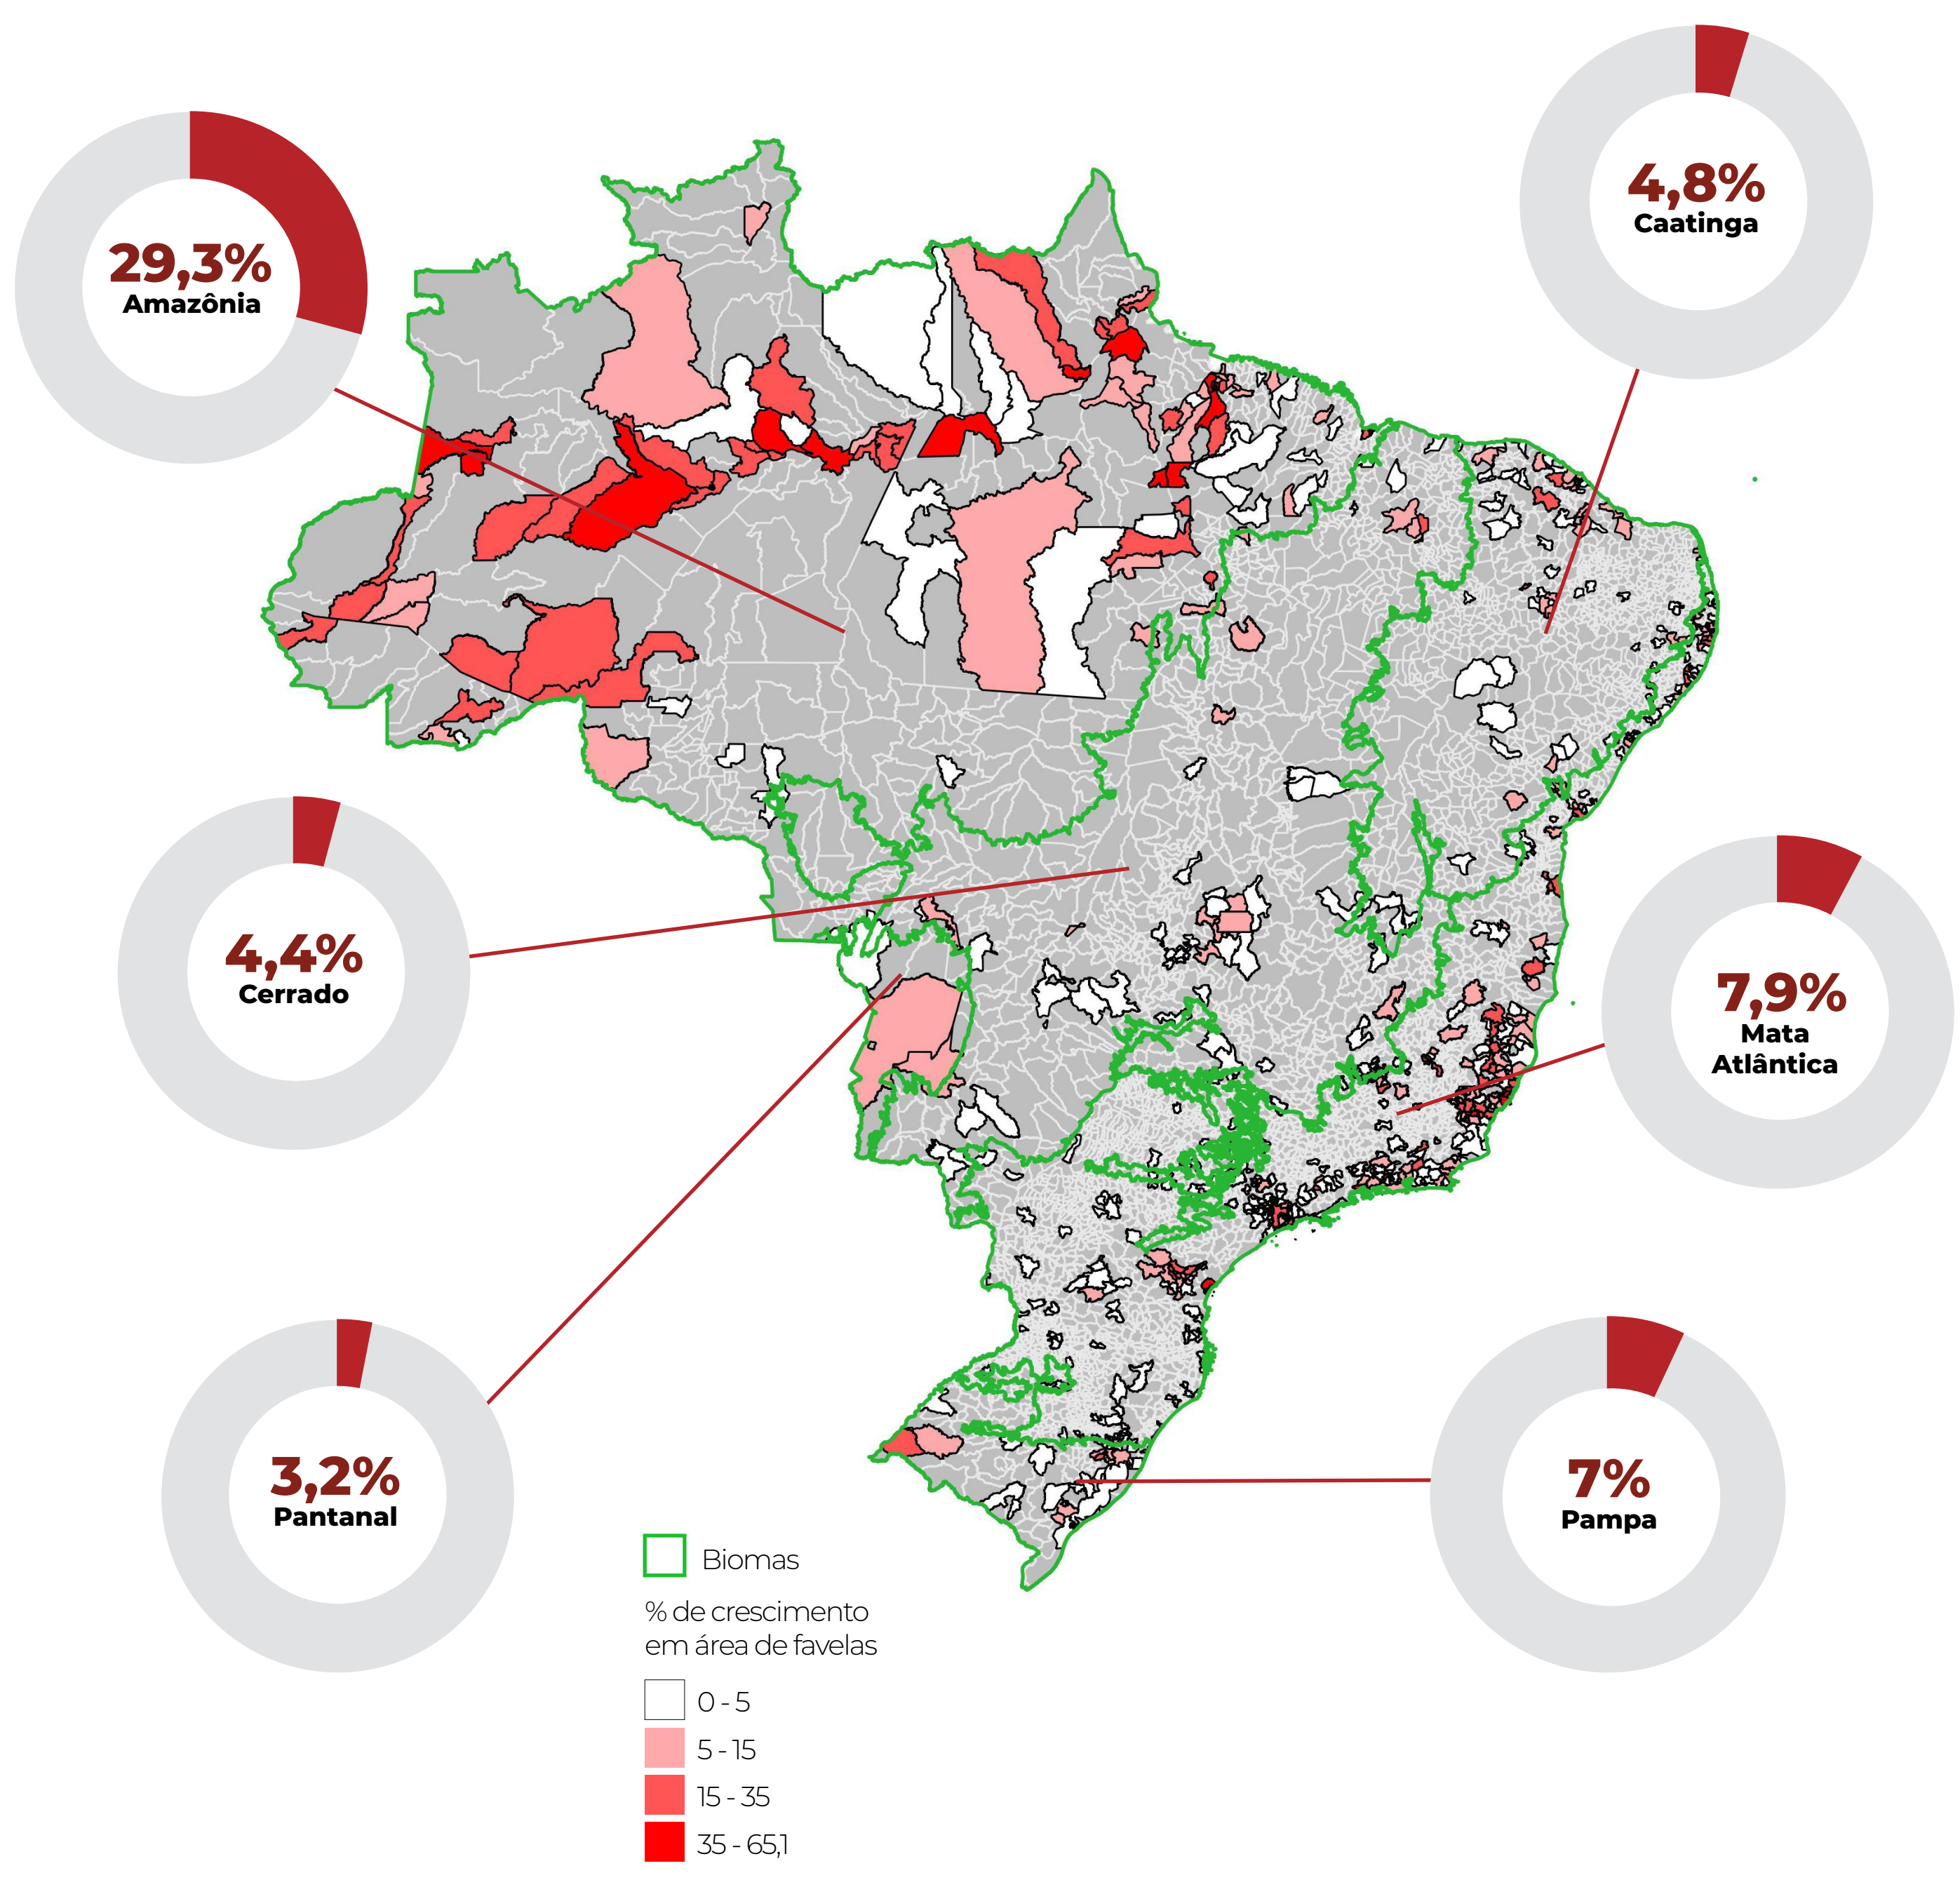 4,8%
Caatinga
29,3%
Amazônia
4,4%
Cerrado
7,9%
Mata
Atlântica
3,2%
Pantanal
7%
Pampa
Biomas
% de crescimento
em área de favelas
0 - 5
5 - 15
15 - 35
35 - 65,1